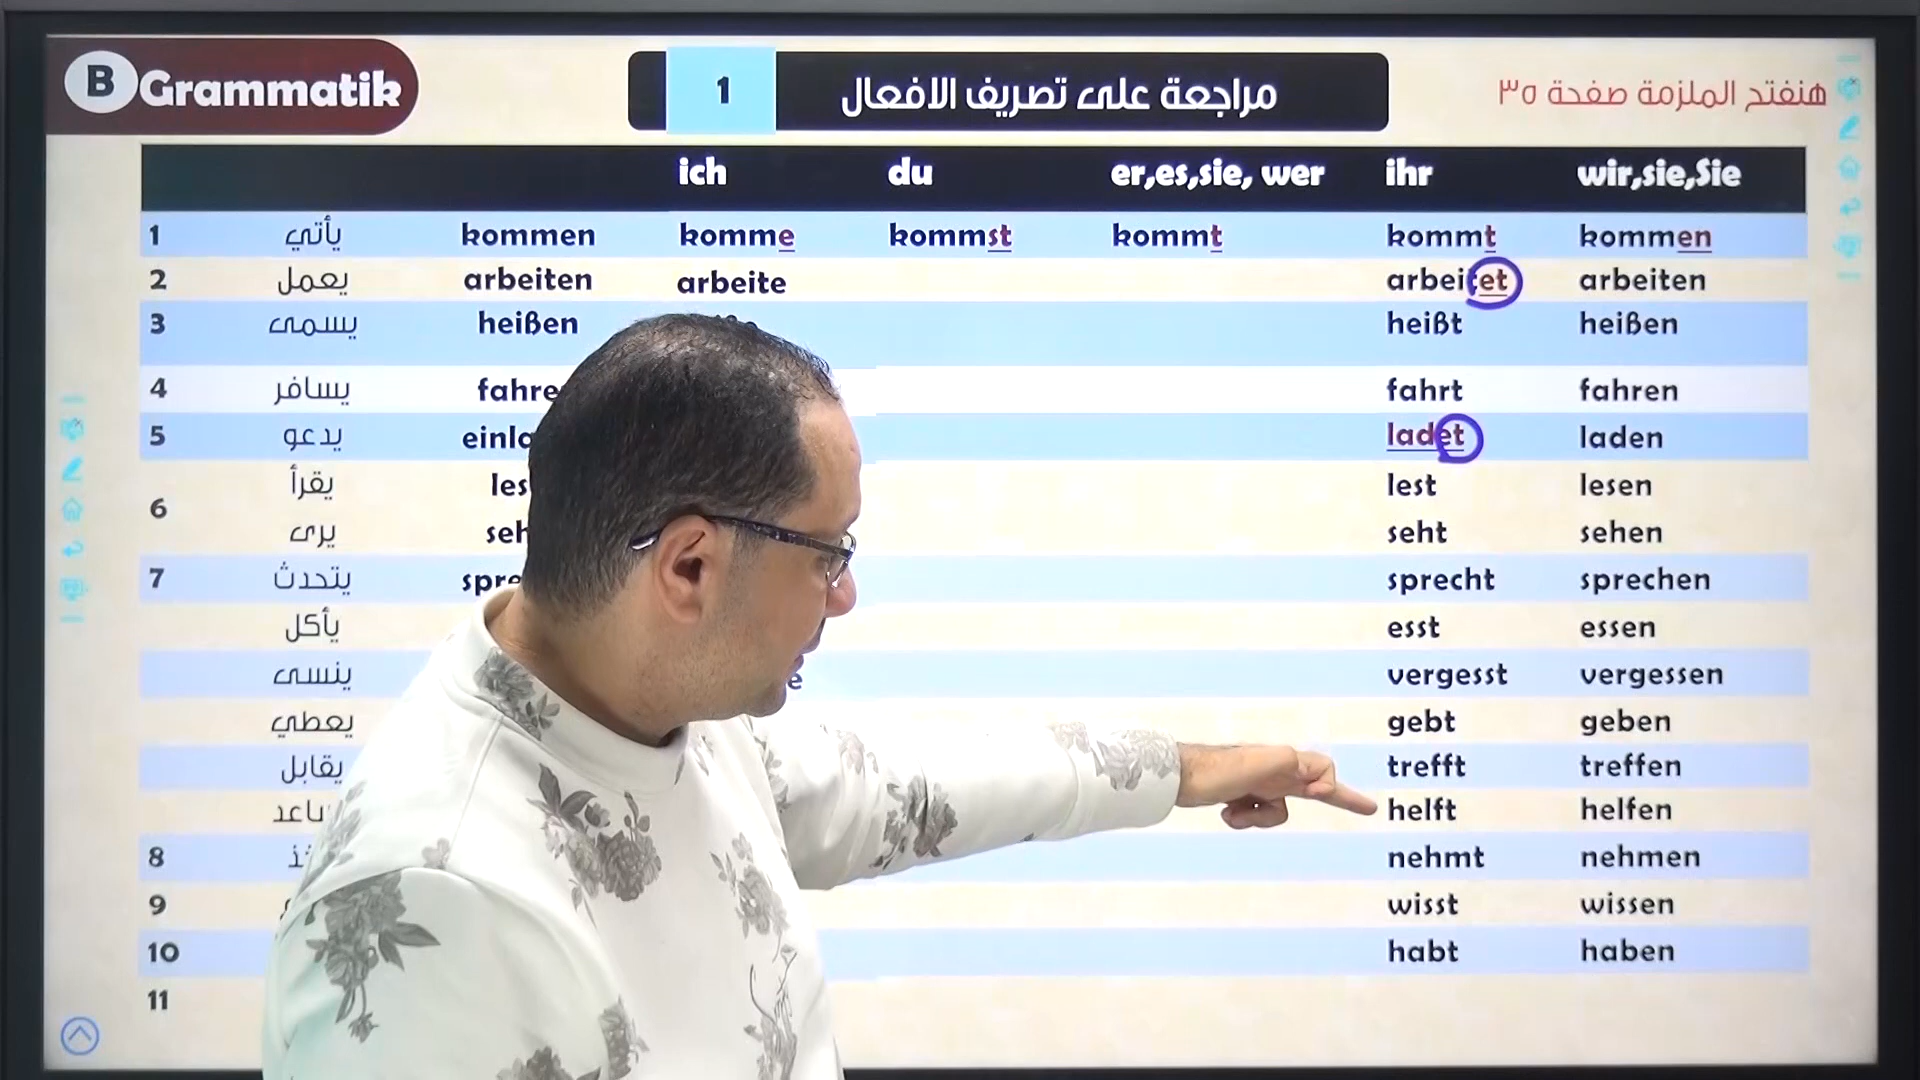 B Grammatik
1 مراجعة على تصريف الافعال
هنفتح الملزمة صفحة ٣٥
ich du er,es,sie, wer ihr wir,sie,Sie
1 يأتي kommen komme kommst kommt kommt kommen
2 يعمل arbeiten arbeite arbeitet arbeiten
3 يسمى heißen heißt heißen
4 يسافر fahrt fahren
5 يدعو ladet laden
6
يقرأ lest lesen
يرى seht sehen
7 يتحدث sprecht sprechen
يأكل esst essen
ينسى vergesst vergessen
يعطي gebt geben
يقابل trefft treffen
helft helfen
8 nehmt nehmen
9 wisst wissen
10 habt haben
11